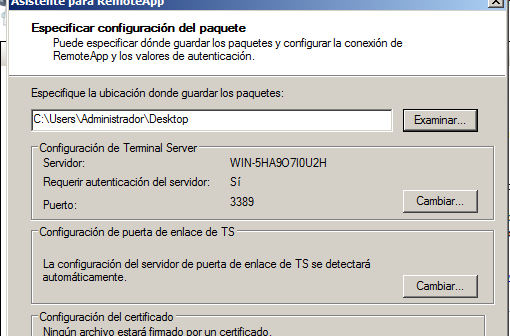 Asistente para RemoteApp
Especificar configuración del paquete
Puede especificar dónde guardar los paquetes y configurar la conexión de
RemoteApp y los valores de autenticación.
Especifique la ubicación donde guardar los paquetes:
C:\Users\Administrador\Desktop
Examinar...
Configuración de Terminal Server
Servidor: WIN-5HA9O7I0U2H
Requerir autenticación del servidor: Sí
Puerto: 3389
Cambiar...
Configuración de puerta de enlace de TS
La configuración del servidor de puerta de enlace de TS se detectará
automáticamente.
Cambiar...
Configuración del certificado
Ningún archivo estará firmado por un certificado.